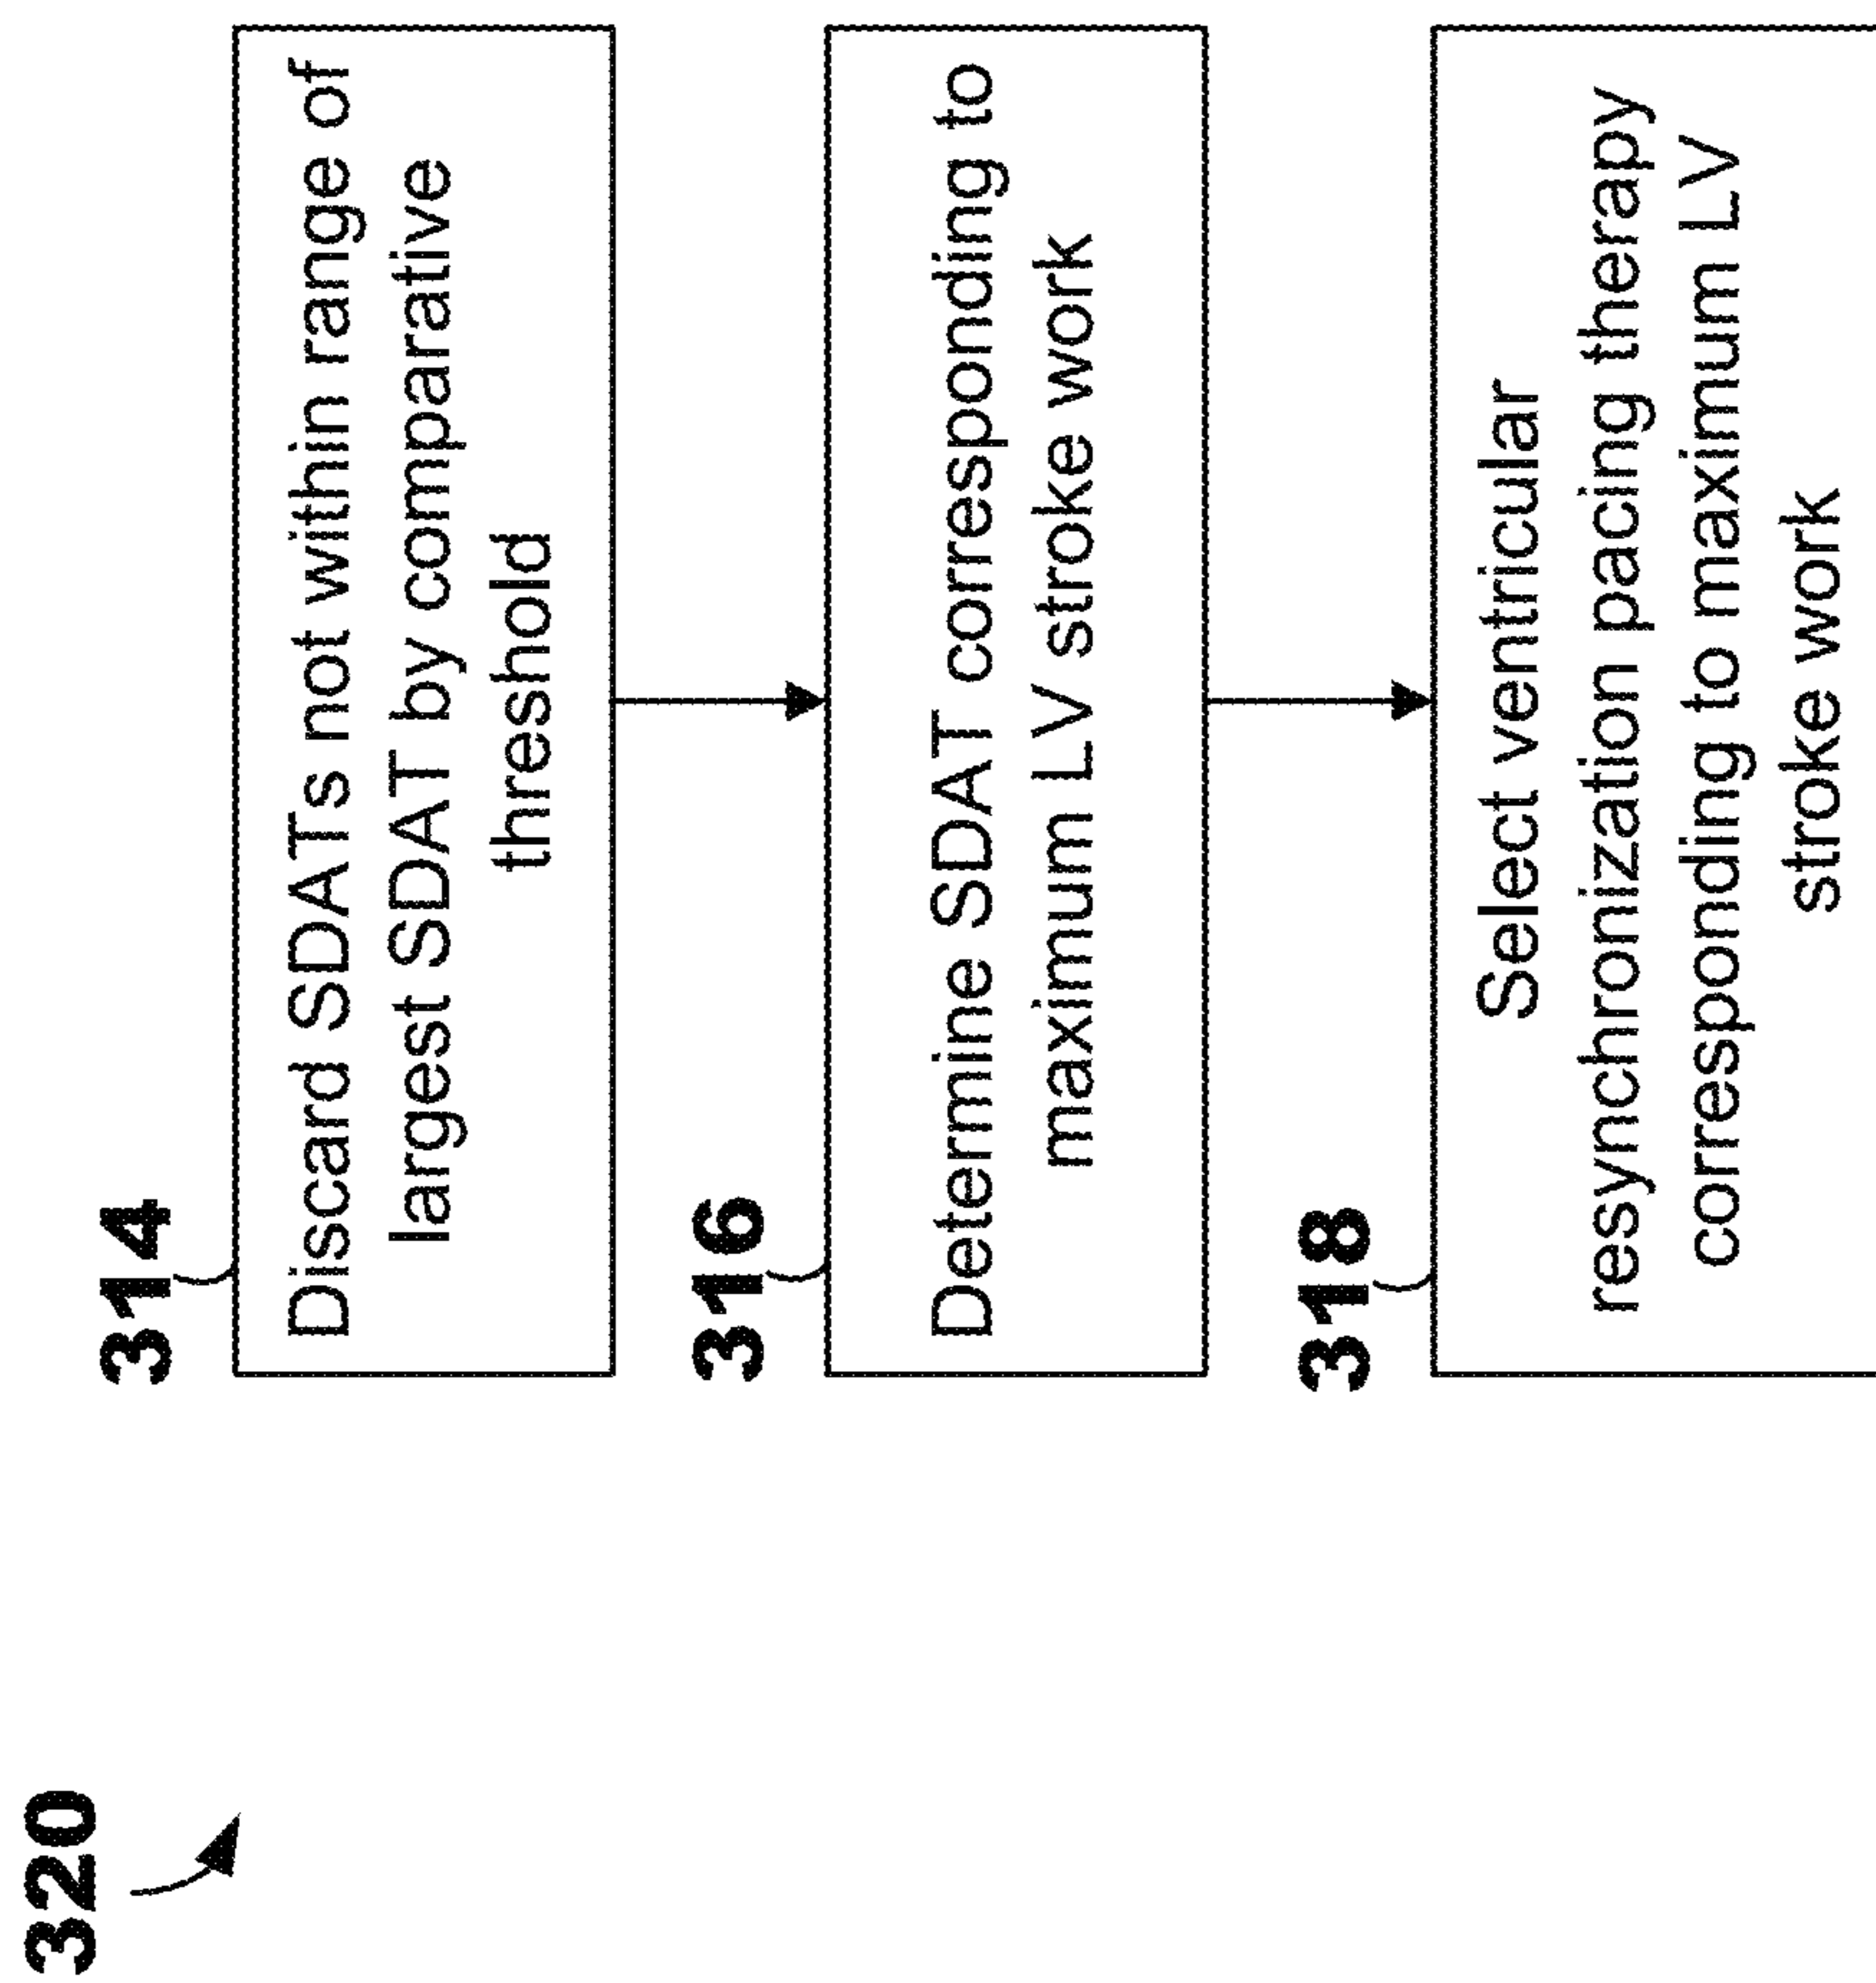 320
314
Discard SDATs not within range of
largest SDAT by comparative
threshold
316
Determine SDAT corresponding to
maximum LV stroke work
318
Select ventricular
resynchronization pacing therapy
corresponding to maximum LV
stroke work